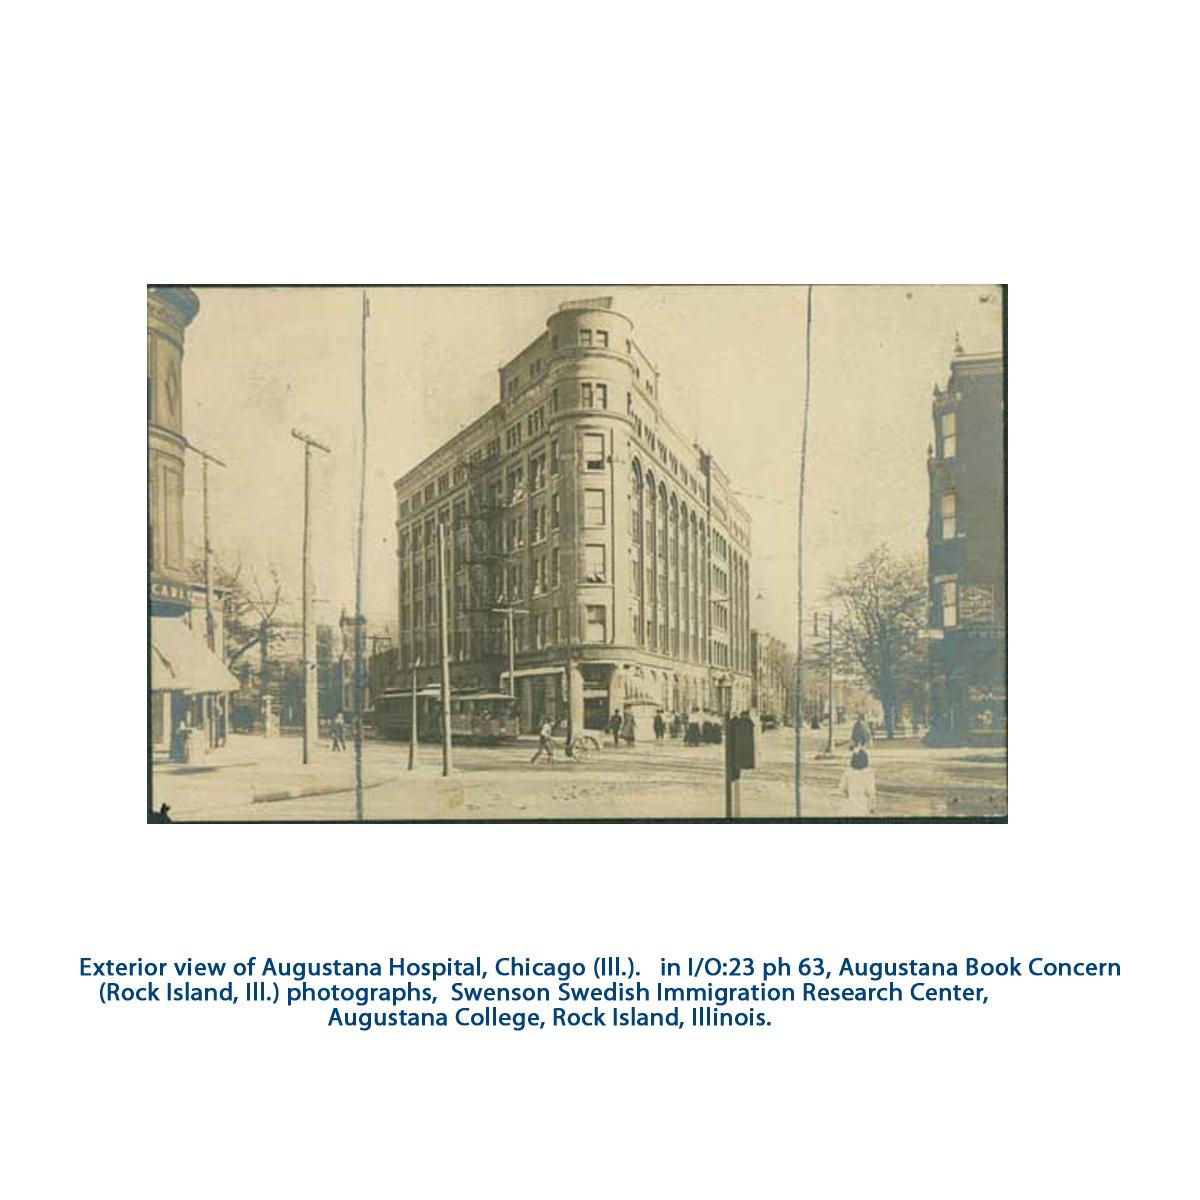 CAFE
Exterior view of Augustana Hospital, Chicago (Ill.).   in I/O:23 ph 63, Augustana Book Concern
(Rock Island, Ill.) photographs,  Swenson Swedish Immigration Research Center,
Augustana College, Rock Island, Illinois.